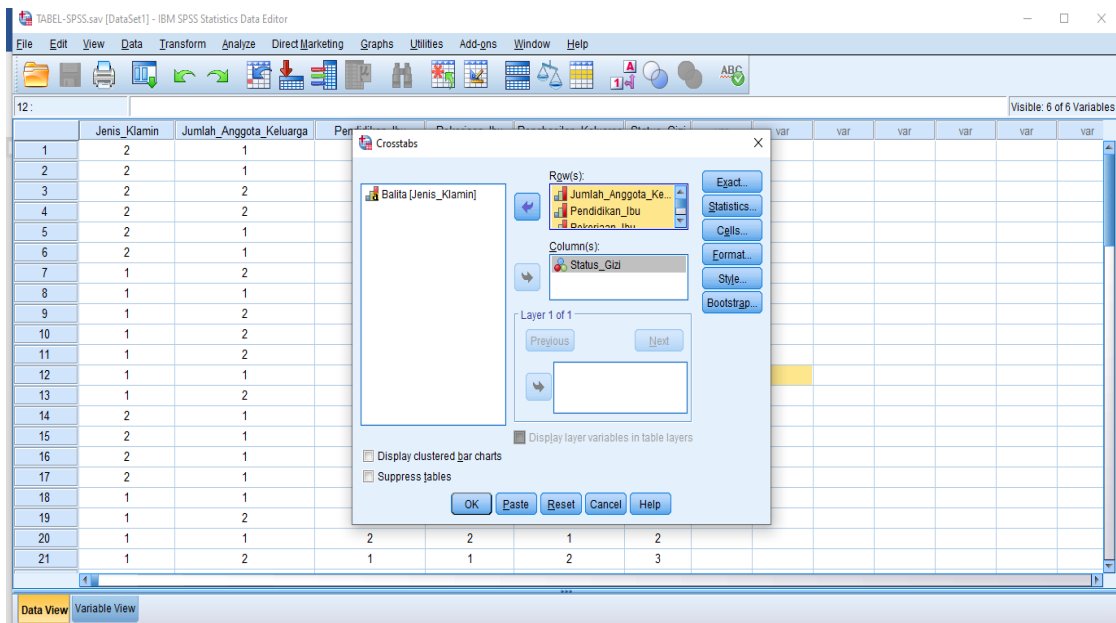 TABEL-SPSS.sav [DataSet1] - IBM SPSS Statistics Data Editor
File Edit View Data Transform Analyze Direct Marketing Graphs Utilities Add-ons Window Help
12 :
Visible: 6 of 6 Variables
Jenis_Klamin Jumlah_Anggota_Keluarga var var var var var var
1 2 1
2 2 1
3 2 2
4 2 2
5 2 1
6 2 1
7 1 2
8 1 1
9 1 2
10 1 2
11 1 2
12 1 1
13 1 2
14 2 1
15 2 1
16 2 1
17 2 1
18 1 1
19 1 2
20 1 1 2 2 1 2
21 1 2 1 1 2 3
Crosstabs
Balita [Jenis_Klamin]
Row(s):
Jumlah_Anggota_Ke...
Pendidikan_Ibu
Pekerjaan_Ibu
Column(s):
Status_Gizi
Layer 1 of 1
Previous Next
Display layer variables in table layers
Display clustered bar charts
Suppress tables
Exact...
Statistics...
Cells...
Format...
Style...
Bootstrap...
OK Paste Reset Cancel Help
Data View Variable View